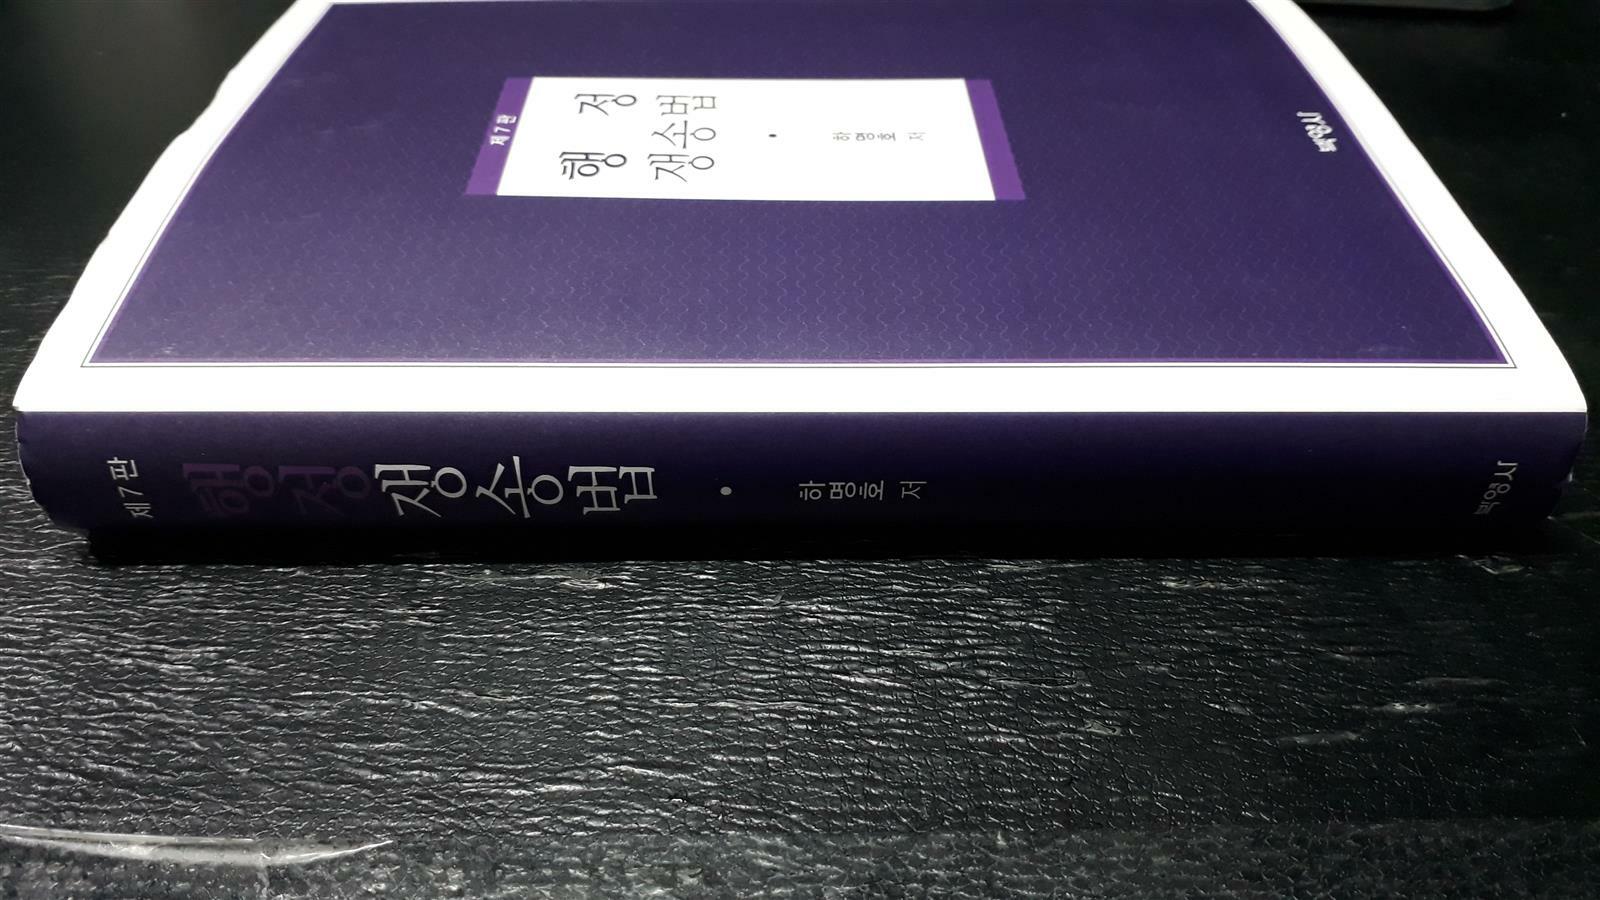 제7판
행정
쟁송법
하명호 저
박영사
제7판 행정쟁송법 • 하명호 저 박영사